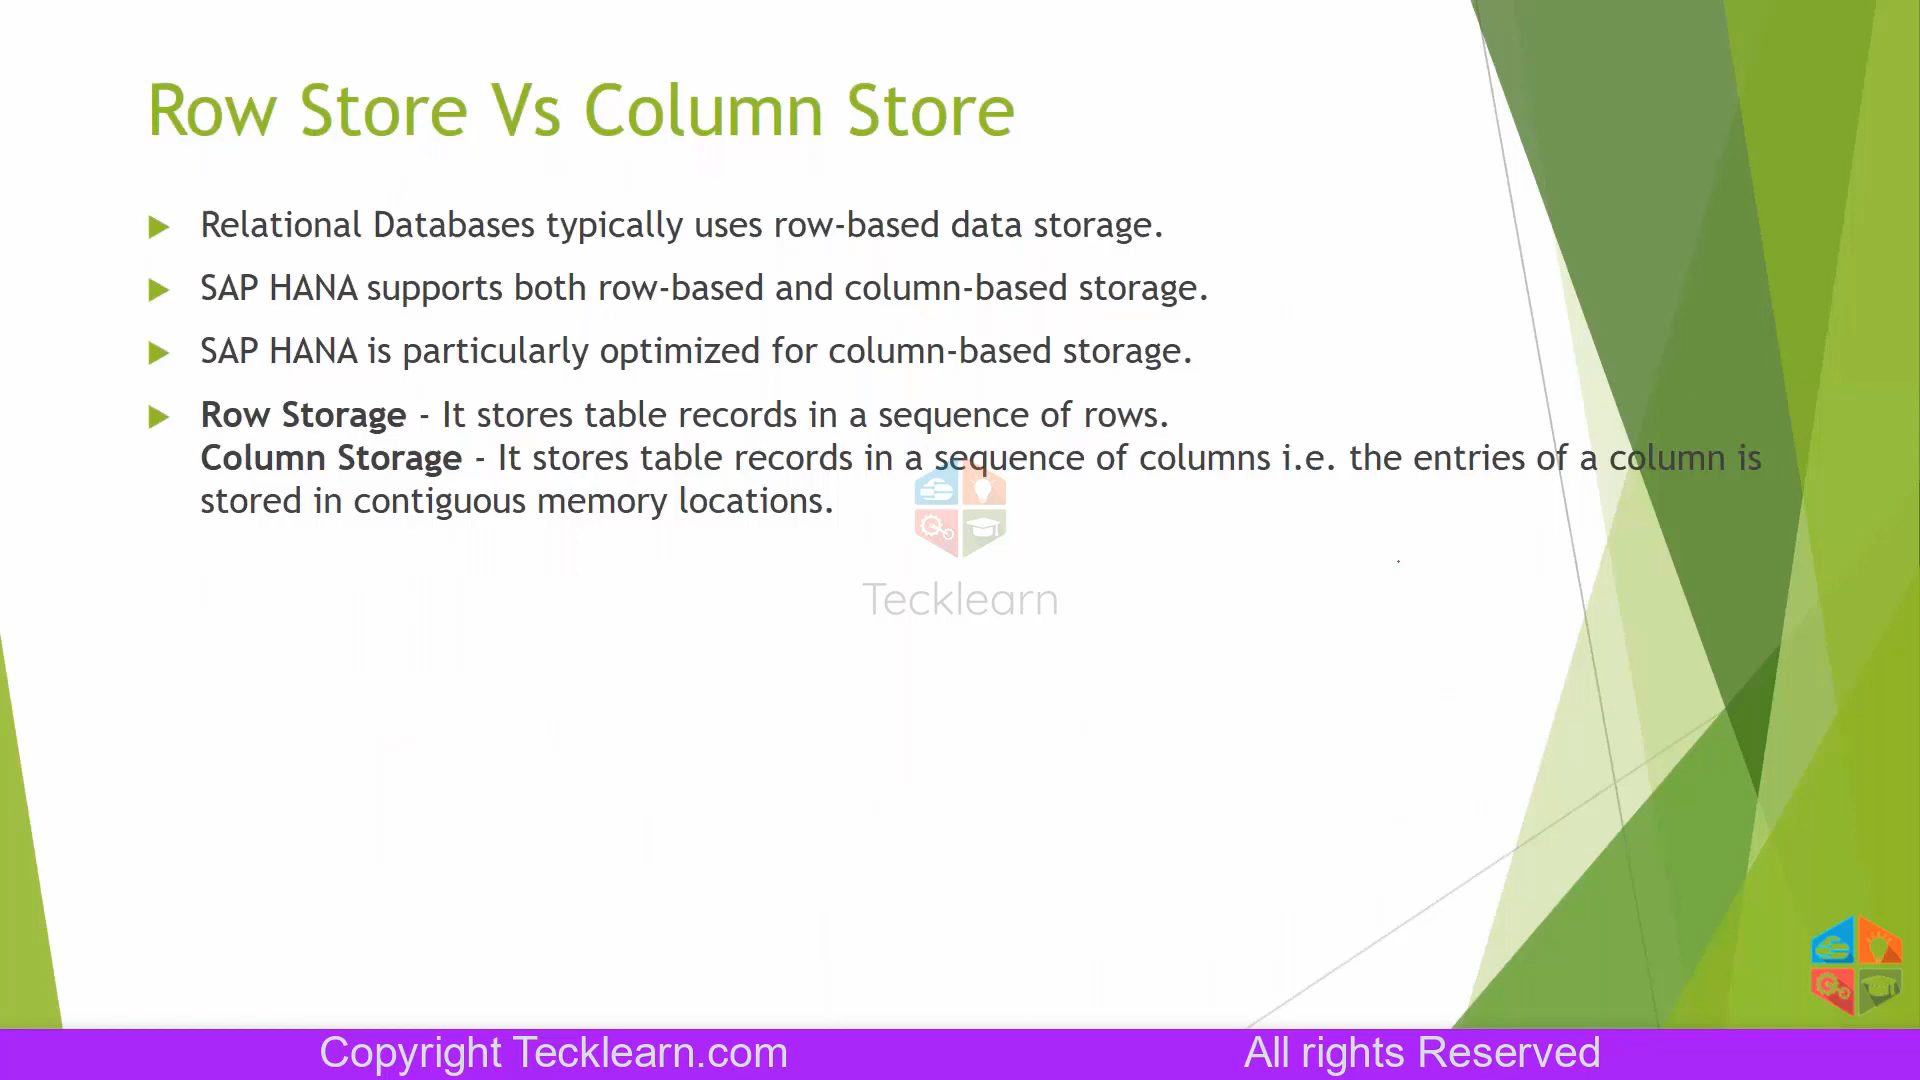 Row Store Vs Column Store
Relational Databases typically uses row-based data storage.
SAP HANA supports both row-based and column-based storage.
SAP HANA is particularly optimized for column-based storage.
Row Storage - It stores table records in a sequence of rows.
Column Storage - It stores table records in a sequence of columns i.e. the entries of a column is
stored in contiguous memory locations.
Tecklearn
Copyright Tecklearn.com
All rights Reserved